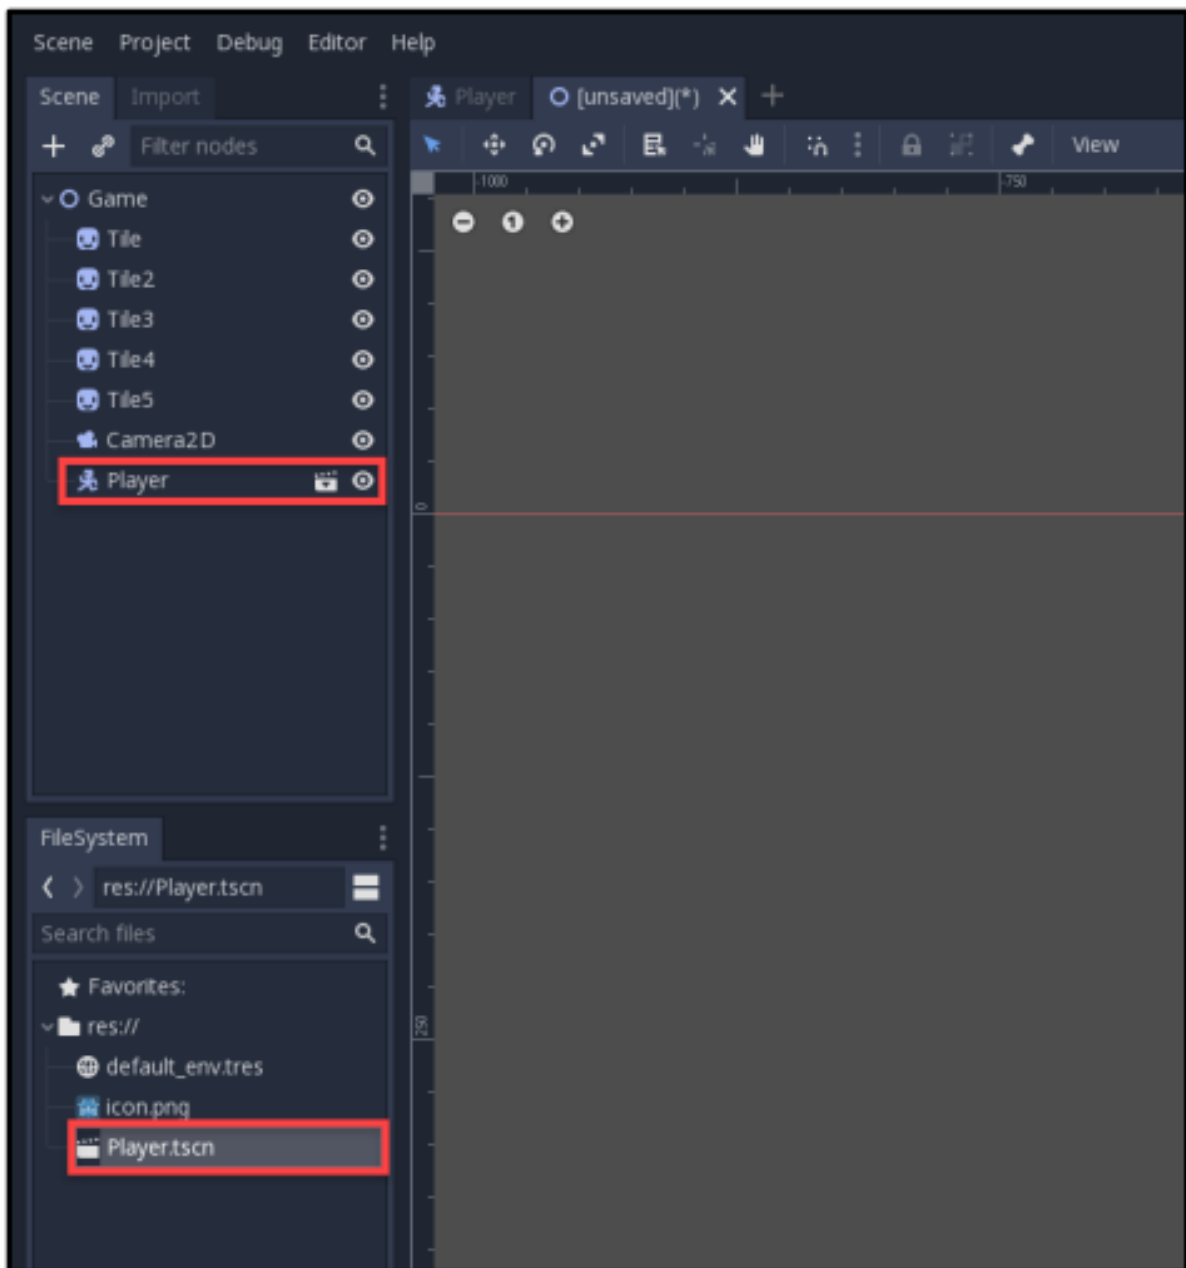 Scene Project Debug Editor Help
Scene Import
Player [unsaved](*)
Filter nodes
View
-1000 -750
Game
Tile
Tile2
Tile3
Tile4
Tile5
Camera2D
Player
0
FileSystem
res://Player.tscn
Search files
Favorites:
res://
250
default_env.tres
icon.png
Player.tscn